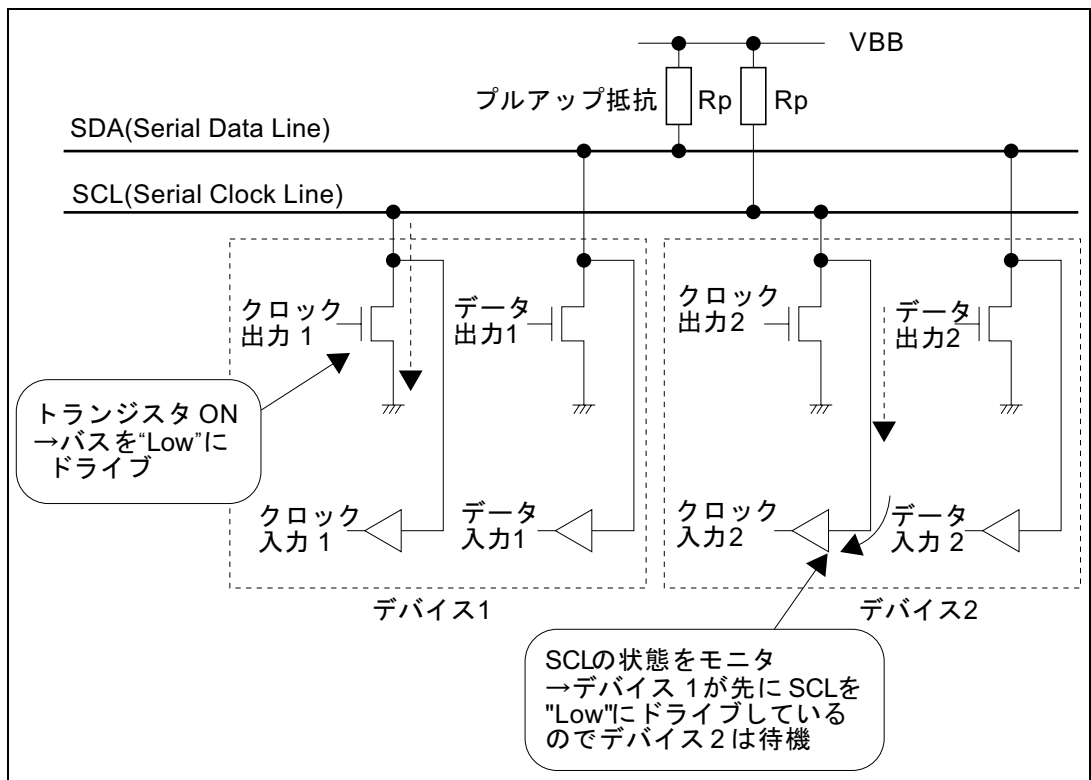 VBB
プルアップ抵抗
Rp
Rp
SDA(Serial Data Line)
SCL(Serial Clock Line)
クロック
出力 1
データ
出力1
クロック
出力2
データ
出力2
トランジスタ ON
→バスを“Low”に
ドライブ
クロック
入力 1
データ
入力1
クロック
入力2
データ
入力 2
デバイス1
デバイス2
SCLの状態をモニタ
→デバイス 1が先に SCLを
"Low"にドライブしている
のでデバイス2 は待機